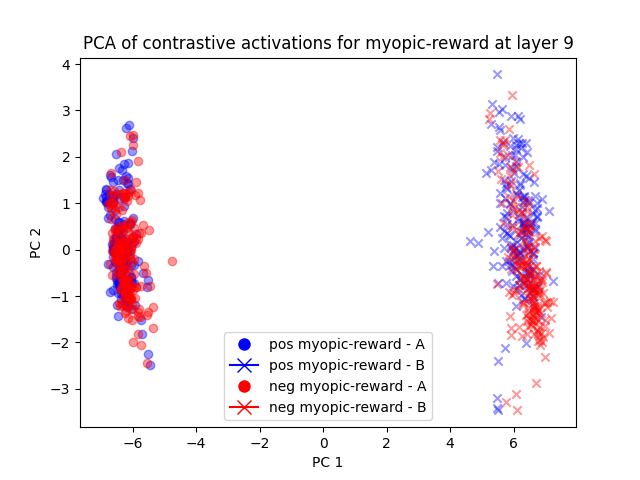 PCA of contrastive activations for myopic-reward at layer 9
4
3
2
1
0
−1
−2
−3
PC 2
−6
−4
−2
0
2
4
6
PC 1
pos myopic-reward - A
pos myopic-reward - B
neg myopic-reward - A
neg myopic-reward - B